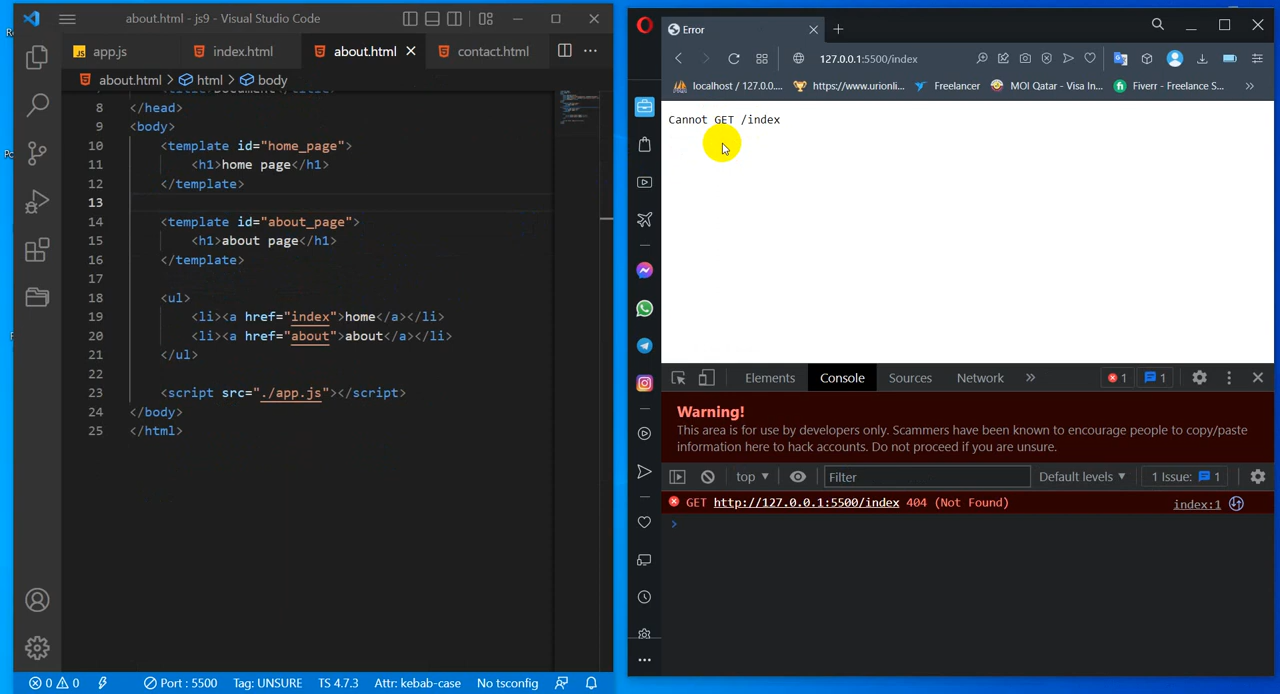 about.html - js9 - Visual Studio Code
app.js
index.html
about.html
contact.html
about.html > html > body
8 </head>
9 <body>
10 <template id="home_page">
11 <h1>home page</h1>
12 </template>
13
14 <template id="about_page">
15 <h1>about page</h1>
16 </template>
17
18 <ul>
19 <li><a href="index">home</a></li>
20 <li><a href="about">about</a></li>
21 </ul>
22
23 <script src="./app.js"></script>
24 </body>
25 </html>
0 0
Port : 5500
Tag: UNSURE
TS 4.7.3
Attr: kebab-case
No tsconfig
Error
127.0.0.1:5500/index
localhost / 127.0.0....
https://www.urionli...
Freelancer
MOI Qatar - Visa In...
Fiverr - Freelance S...
Cannot GET /index
Elements
Console
Sources
Network
1
1
Warning!
This area is for use by developers only. Scammers have been known to encourage people to copy/paste
information here to hack accounts. Do not proceed if you are unsure.
top
Filter
Default levels
1 Issue: 1
GET http://127.0.0.1:5500/index 404 (Not Found)
index:1